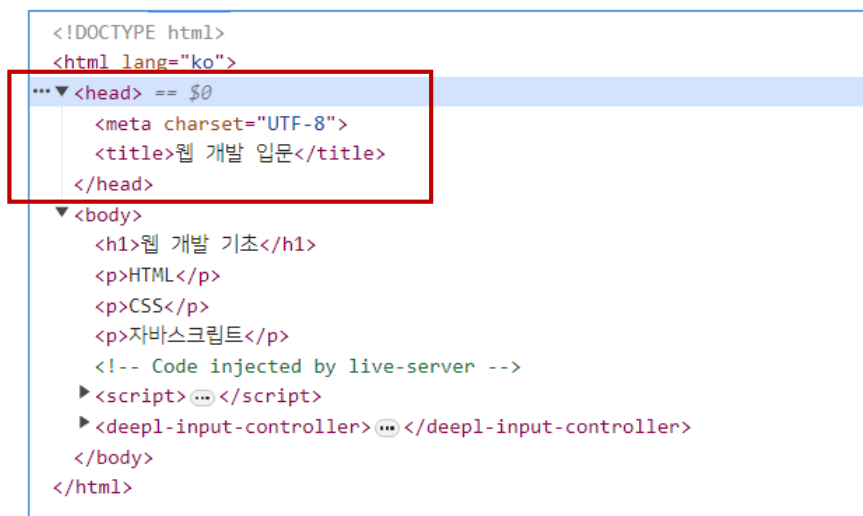 <!DOCTYPE html>
<html lang="ko">
<head> == $0
<meta charset="UTF-8">
<title>웹 개발 입문</title>
</head>
<body>
<h1>웹 개발 기초</h1>
<p>HTML</p>
<p>CSS</p>
<p>자바스크립트</p>
<!-- Code injected by live-server -->
<script>…</script>
<deepl-input-controller>…</deepl-input-controller>
</body>
</html>